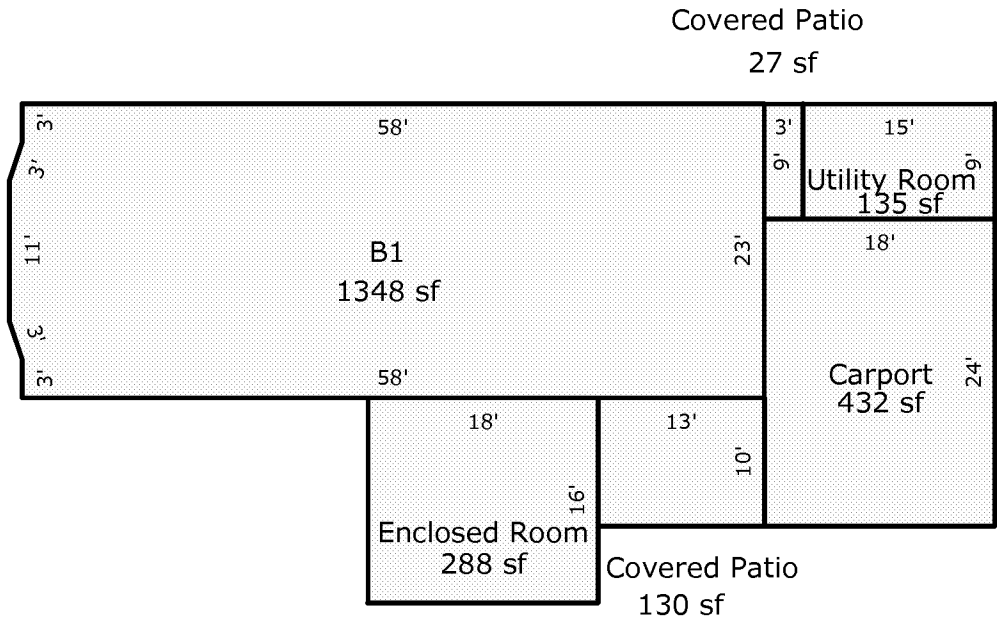 Covered Patio
27 sf
3'
58'
3'
15'
3'
9'
9'
Utility Room
135 sf
11'
B1
1348 sf
23'
18'
3'
3'
58'
Carport
432 sf
24'
18'
13'
10'
16'
Enclosed Room
288 sf
Covered Patio
130 sf